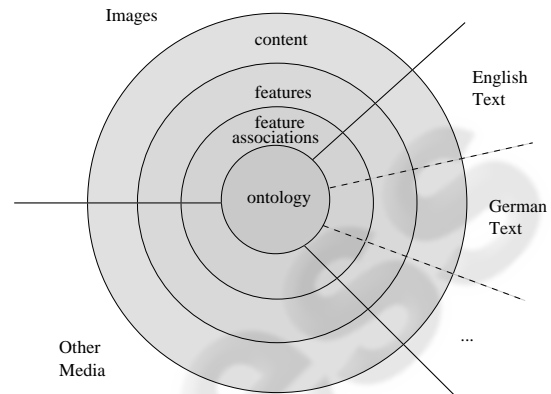 Images
content
features
feature
associations
ontology
English
Text
German
Text
...
Other
Media